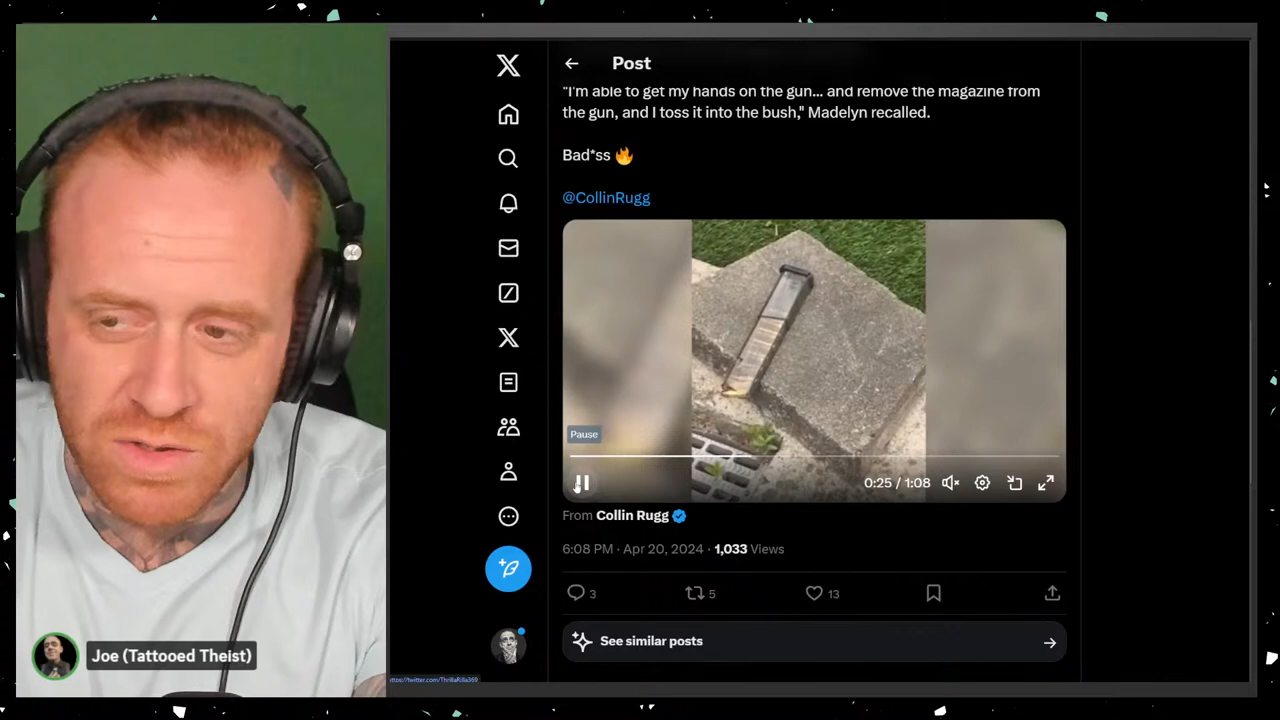 Post
"I'm able to get my hands on the gun... and remove the magazine from
the gun, and I toss it into the bush," Madelyn recalled.
Bad*ss 🔥
@CollinRugg
Pause
0:25 / 1:08
From Collin Rugg
6:08 PM · Apr 20, 2024 · 1,033 Views
3
5
13
See similar posts
Joe (Tattooed Theist)